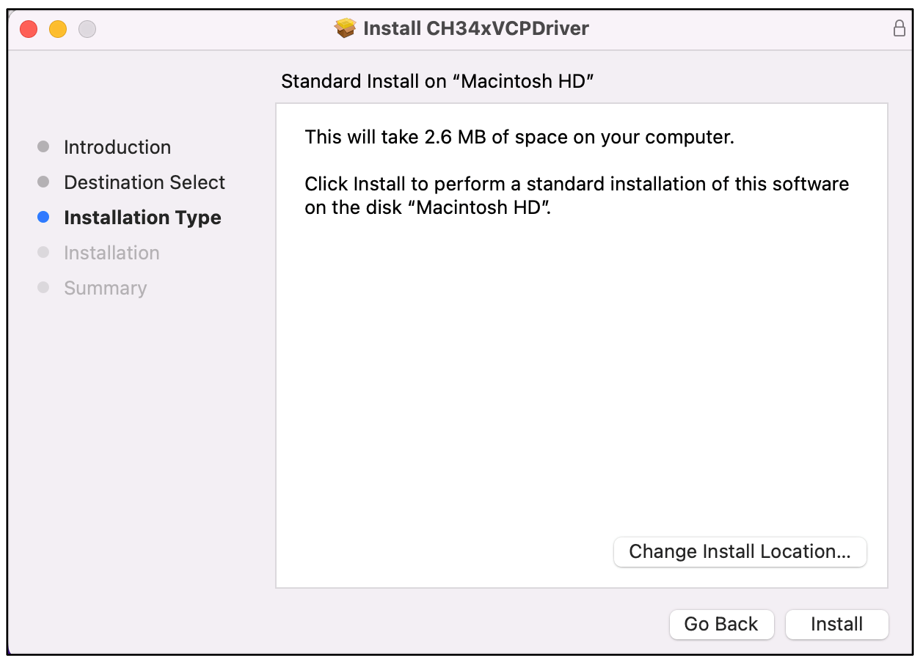 Install CH34xVCPDriver
Standard Install on “Macintosh HD”
Introduction
Destination Select
Installation Type
Installation
Summary
This will take 2.6 MB of space on your computer.
Click Install to perform a standard installation of this software
on the disk “Macintosh HD”.
Change Install Location...
Go Back
Install